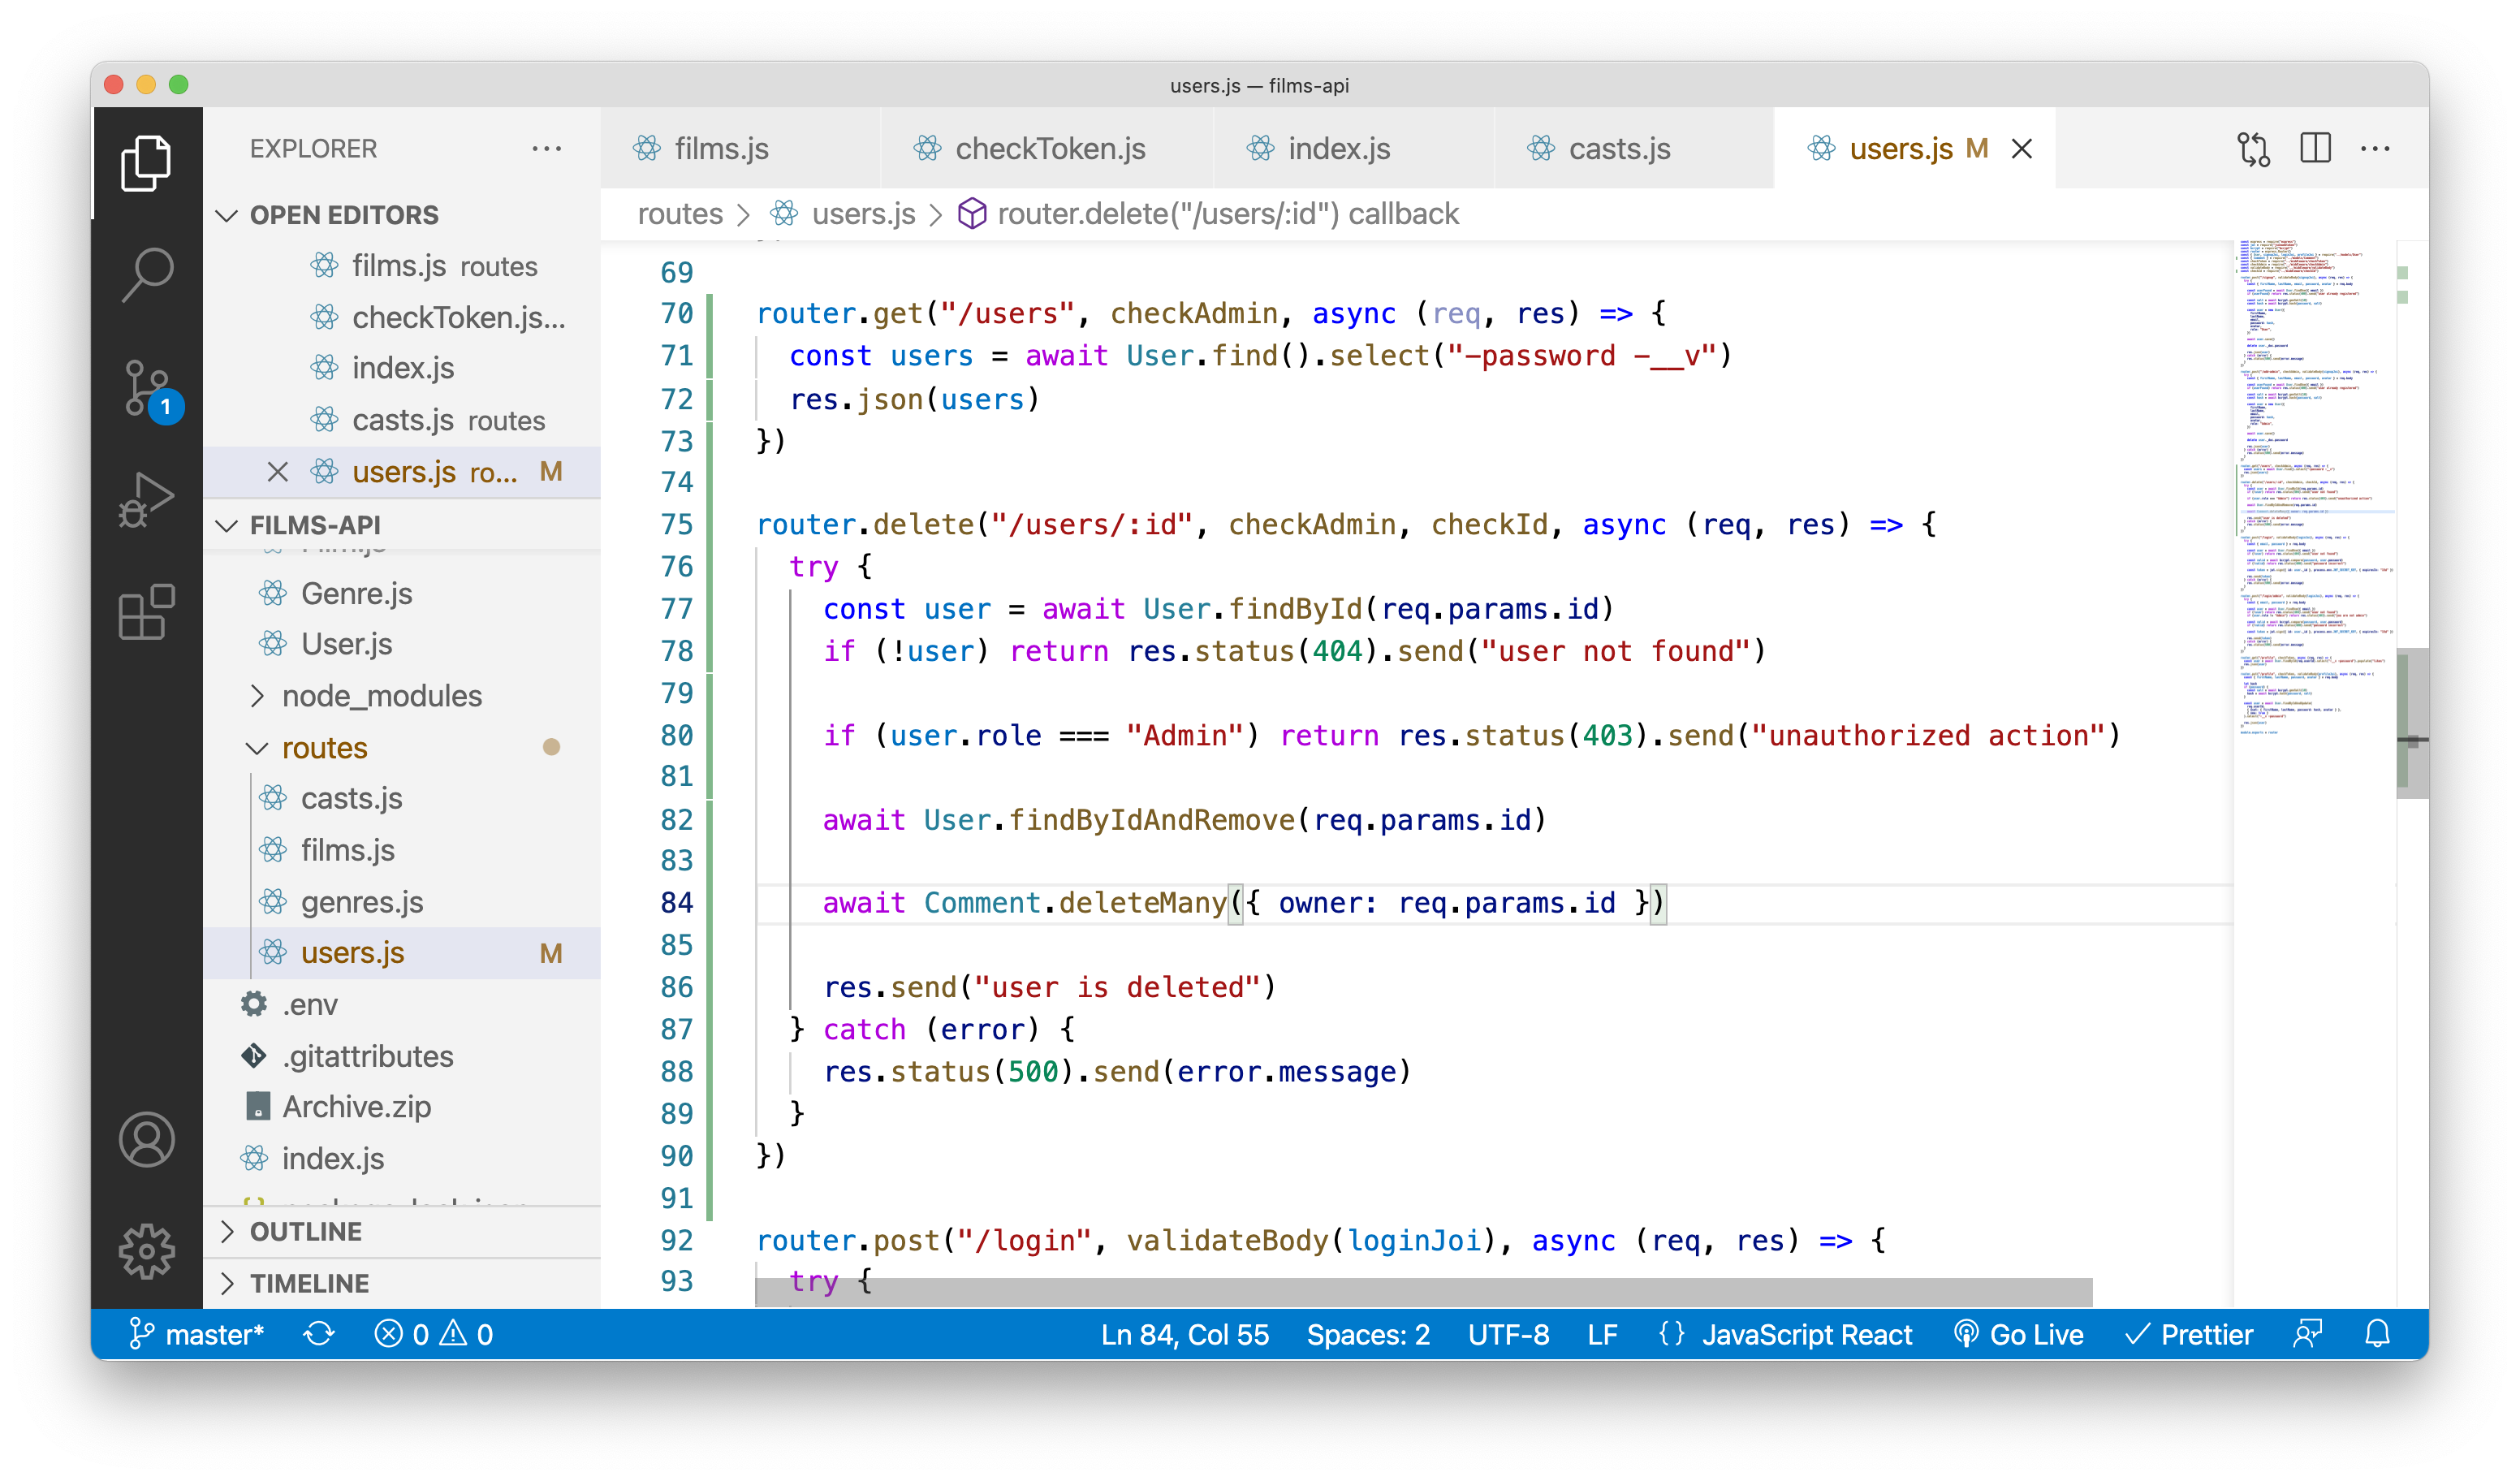 users.js — films-api
EXPLORER
OPEN EDITORS
films.js routes
checkToken.js...
index.js
casts.js routes
users.js ro... M
FILMS-API
Genre.js
User.js
node_modules
routes
casts.js
films.js
genres.js
users.js M
.env
.gitattributes
Archive.zip
index.js
OUTLINE
TIMELINE
1
films.js
checkToken.js
index.js
casts.js
users.js M
routes > users.js > router.delete("/users/:id") callback
69
70 router.get("/users", checkAdmin, async (req, res) => {
71 const users = await User.find().select("-password -__v")
72 res.json(users)
73 })
74
75 router.delete("/users/:id", checkAdmin, checkId, async (req, res) => {
76 try {
77 const user = await User.findById(req.params.id)
78 if (!user) return res.status(404).send("user not found")
79
80 if (user.role === "Admin") return res.status(403).send("unauthorized action")
81
82 await User.findByIdAndRemove(req.params.id)
83
84 await Comment.deleteMany({ owner: req.params.id })
85
86 res.send("user is deleted")
87 } catch (error) {
88 res.status(500).send(error.message)
89 }
90 })
91
92 router.post("/login", validateBody(loginJoi), async (req, res) => {
93 try {
master* 0 0 Ln 84, Col 55 Spaces: 2 UTF-8 LF {} JavaScript React Go Live Prettier